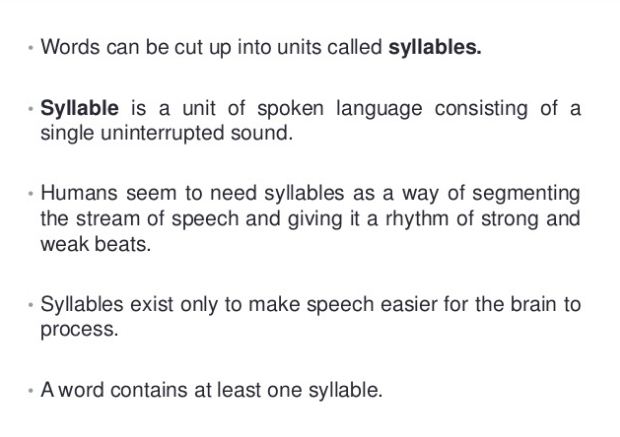 • Words can be cut up into units called syllables.
• Syllable is a unit of spoken language consisting of a
single uninterrupted sound.
• Humans seem to need syllables as a way of segmenting
the stream of speech and giving it a rhythm of strong and
weak beats.
• Syllables exist only to make speech easier for the brain to
process.
• A word contains at least one syllable.